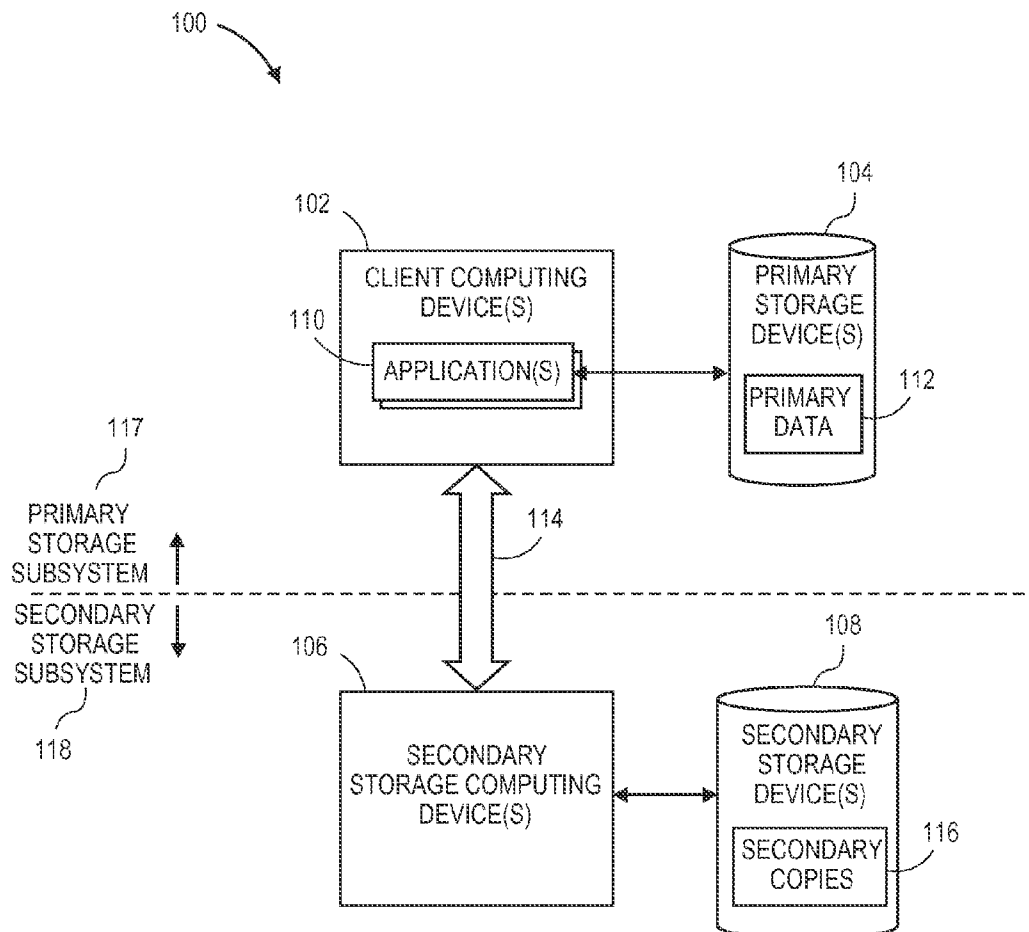 100
102
104
CLIENT COMPUTING
DEVICE(S)
110
APPLICATION(S)
PRIMARY
STORAGE
DEVICE(S)
PRIMARY
DATA
112
117
PRIMARY
STORAGE
SUBSYSTEM
114
SECONDARY
STORAGE
SUBSYSTEM
118
106
SECONDARY
STORAGE COMPUTING
DEVICE(S)
108
SECONDARY
STORAGE
DEVICE(S)
SECONDARY
COPIES
116